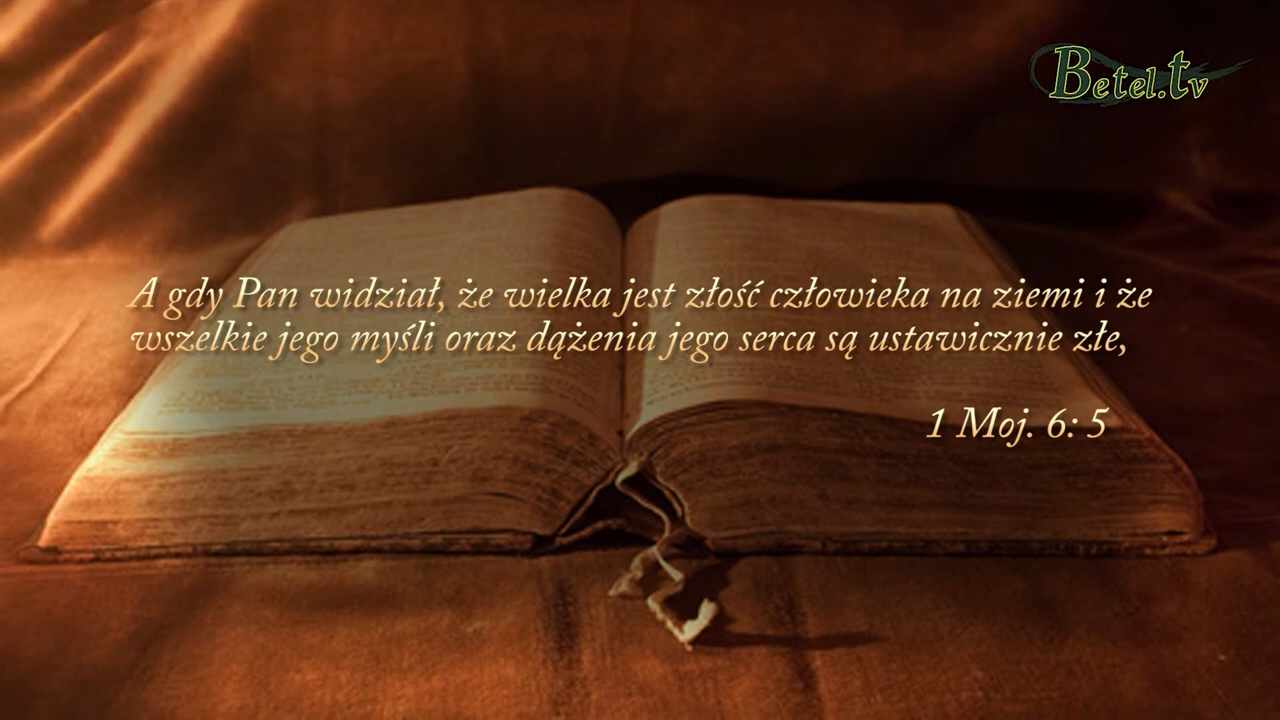 Betel.tv
A gdy Pan widział, że wielka jest złość człowieka na ziemi i że
wszelkie jego myśli oraz dążenia jego serca są ustawicznie złe,
1 Moj. 6: 5